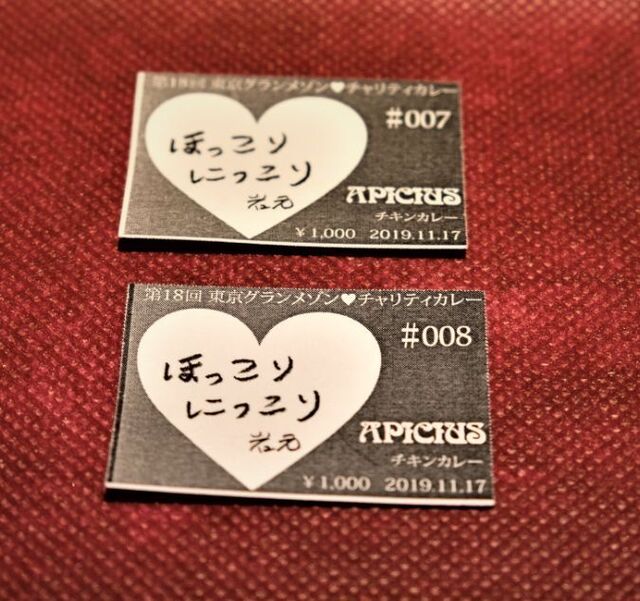 第18回 東京グランメゾン♥チャリティカレー
#007
ほっこり
にっこり
岩元
APICIUS
チキンカレー
¥1,000 2019.11.17
第18回 東京グランメゾン♥チャリティカレー
#008
ほっこり
にっこり
岩元
APICIUS
チキンカレー
¥1,000 2019.11.17